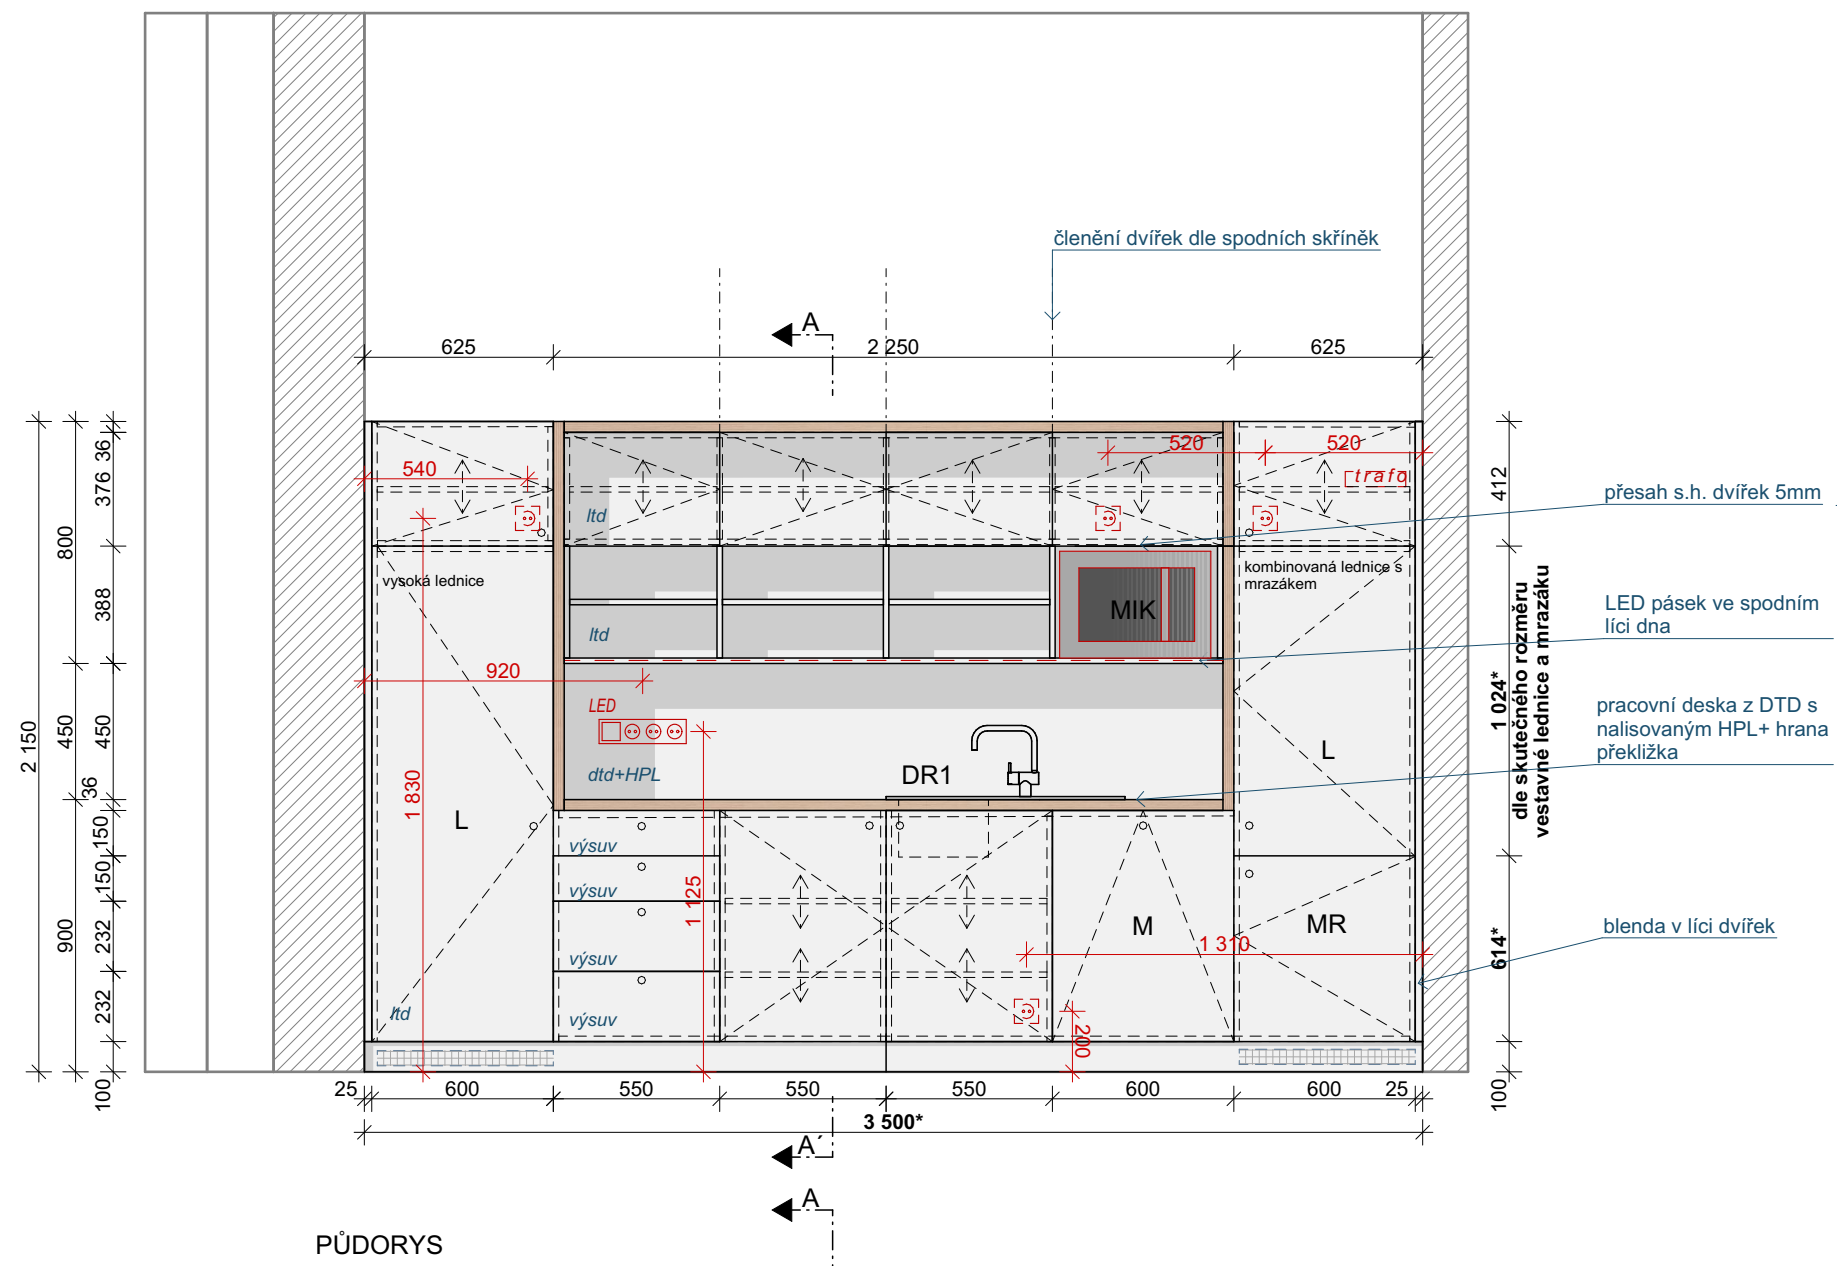 členění dvířek dle spodních skříněk
A
625
2 250
625
36
376
800
388
2 150
450
450
36
150
150
900
232
232
100
540
520
520
trafo
412
ltd
přesah s.h. dvířek 5mm
vysoká lednice
kombinovaná lednice s
mrazákem
MIK
ltd
LED pásek ve spodním
líci dna
920
LED
1 024*
dle skutečného rozměru
vestavné lednice a mrazáku
pracovní deska z DTD s
nalisovaným HPL+ hrana
překližka
dtd+HPL
DR1
L
1 830
L
výsuv
výsuv
1 125
M
MR
1 310
614*
blenda v líci dvířek
výsuv
ltd
výsuv
200
100
25
600
550
550
550
600
600
25
3 500*
A´
A
PŮDORYS